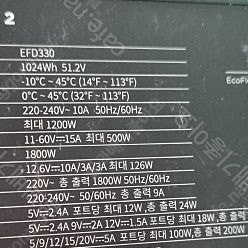 2
EFD330
1024Wh 51.2V
-10°C ~ 45°C (14°F ~ 113°F)
0°C ~ 45°C (32°F ~ 113°F)
EcoFl
220-240V~ 10A 50Hz/60Hz
최대 1200W
11-60V⎓15A 최대 500W
1800W
12.6V⎓10A/3A/3A 최대 126W
220V~ 총 출력 1800W 50Hz/60Hz
220-240V~ 50/60Hz 총 출력 9A
5V⎓2.4A 포트당 최대 12W, 총 출력 24W
5V⎓2.4A 9V⎓2A 12V⎓1.5A 포트당 최대 18W, 총 출
5/9/12/15/20V⎓5A 포트당 최대 100W, 총 출력 200W